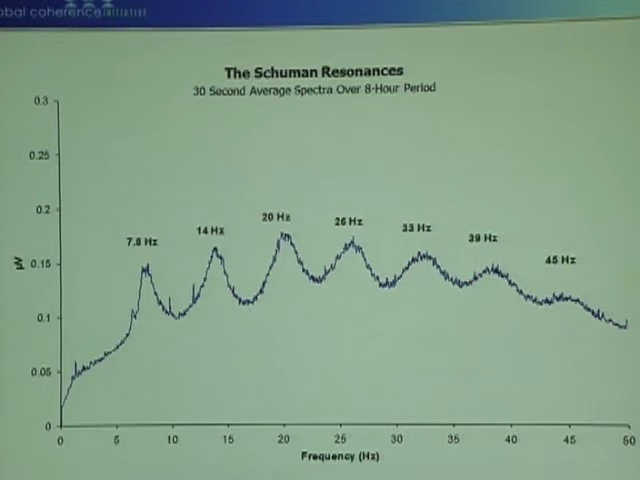 obal coherence INITIATIVE
The Schuman Resonances
30 Second Average Spectra Over 8-Hour Period
0.3
0.25
0.2
0.15
0.1
0.05
0
µV
7.8 Hz
14 Hz
20 Hz
26 Hz
33 Hz
39 Hz
45 Hz
0 5 10 15 20 25 30 35 40 45 50
Frequency (Hz)